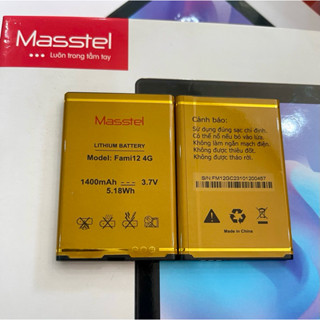 Masstel
Luôn trong tầm tay
Masstel
LITHIUM BATTERY
Model: Fami12 4G
1400mAh 3.7V
5.18Wh
Cảnh báo:
Sử dụng đúng sạc chỉ định.
Có thể nổ nếu bỏ vào lửa.
Không làm ngắn mạch điện.
Không được tháo rời.
Không được thiêu đốt.
S/N:FM12GC23101200467
Made in China